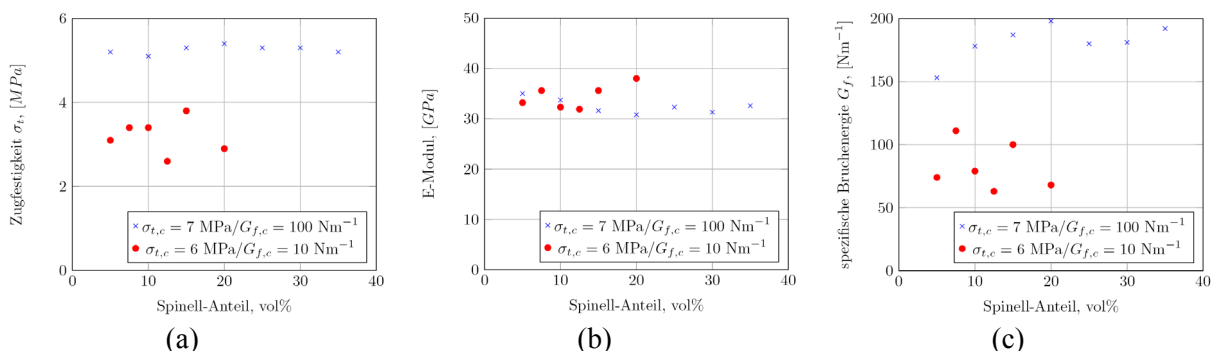 6
4
2
0
0
10
20
30
40
Zugfestigkeit σt, [MPa]
Spinell-Anteil, vol%
× σt,c = 7 MPa/Gf,c = 100 Nm−1
● σt,c = 6 MPa/Gf,c = 10 Nm−1
(a)
50
40
30
20
10
0
0
10
20
30
40
E-Modul, [GPa]
Spinell-Anteil, vol%
× σt,c = 7 MPa/Gf,c = 100 Nm−1
● σt,c = 6 MPa/Gf,c = 10 Nm−1
(b)
200
150
100
50
0
0
10
20
30
40
spezifische Bruchenergie Gf, [Nm−1]
Spinell-Anteil, vol%
× σt,c = 7 MPa/Gf,c = 100 Nm−1
● σt,c = 6 MPa/Gf,c = 10 Nm−1
(c)